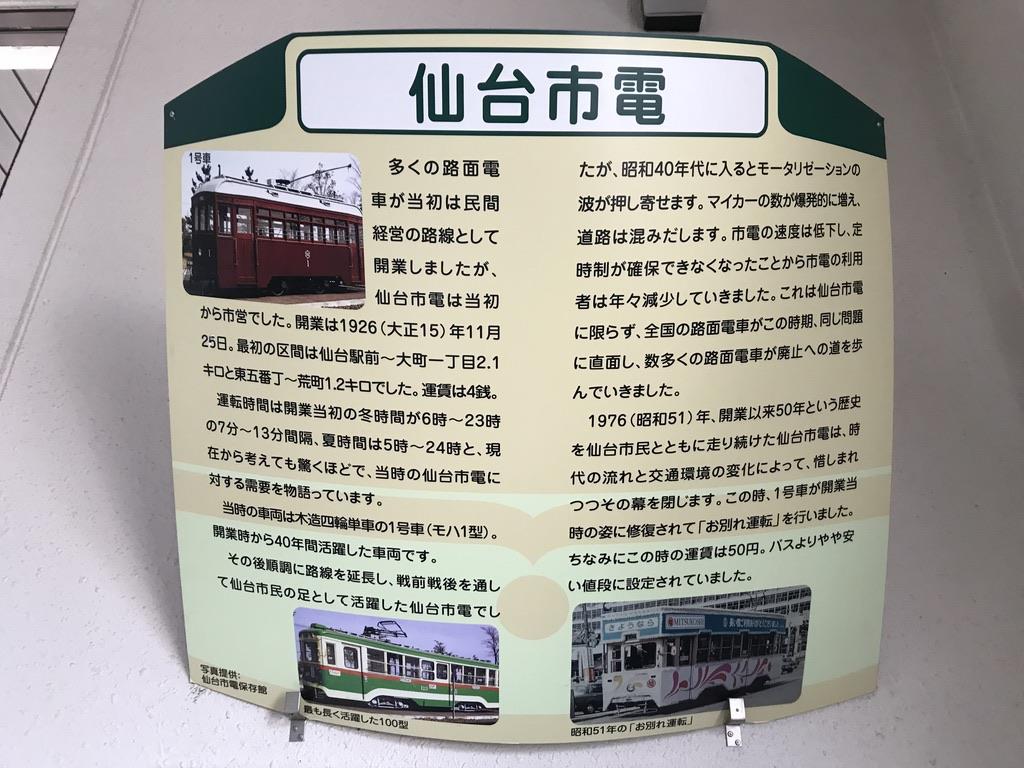 仙台市電
1号車
多くの路面電
車が当初は民間
経営の路線として
開業しましたが、
仙台市電は当初
から市営でした。開業は1926(大正15)年11月
25日。最初の区間は仙台駅前〜大町一丁目2.1
キロと東五番丁〜荒町1.2キロでした。運賃は4銭。
運転時間は開業当初の冬時間が6時〜23時
の7分〜13分間隔、夏時間は5時〜24時と、現
在から考えても驚くほどで、当時の仙台市電に
対する需要を物語っています。
当時の車両は木造四輪単車の1号車(モハ1型)。
開業時から40年間活躍した車両です。
その後順調に路線を延長し、戦前戦後を通し
て仙台市民の足として活躍した仙台市電でし
写真提供:
仙台市電保存館
最も長く活躍した100型
たが、昭和40年代に入るとモータリゼーションの
波が押し寄せます。マイカーの数が爆発的に増え、
道路は混みだします。市電の速度は低下し、定
時制が確保できなくなったことから市電の利用
者は年々減少していきました。これは仙台市電
に限らず、全国の路面電車がこの時期、同じ問題
に直面し、数多くの路面電車が廃止への道を歩
んでいきました。
1976(昭和51)年、開業以来50年という歴史
を仙台市民とともに走り続けた仙台市電は、時
代の流れと交通環境の変化によって、惜しまれ
つつその幕を閉じます。この時、1号車が開業当
時の姿に修復されて「お別れ運転」を行いました。
ちなみにこの時の運賃は50円。バスよりやや安
い値段に設定されていました。
さようなら
MITSUKOSHI
昭和51年の「お別れ運転」